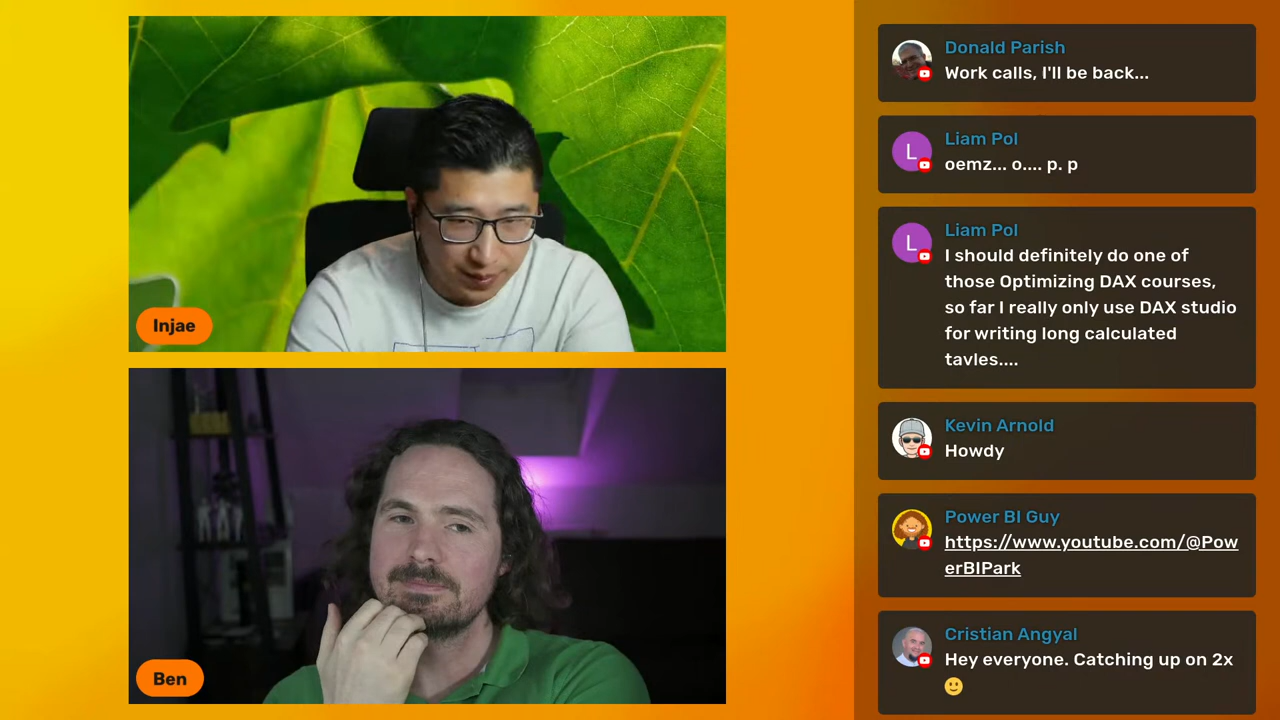 Injae
Ben
Donald Parish
Work calls, I'll be back...
L
Liam Pol
oemz... o.... p. p
L
Liam Pol
I should definitely do one of
those Optimizing DAX courses,
so far I really only use DAX studio
for writing long calculated
tavles....
Kevin Arnold
Howdy
Power BI Guy
https://www.youtube.com/@Pow
erBIPark
Cristian Angyal
Hey everyone. Catching up on 2x